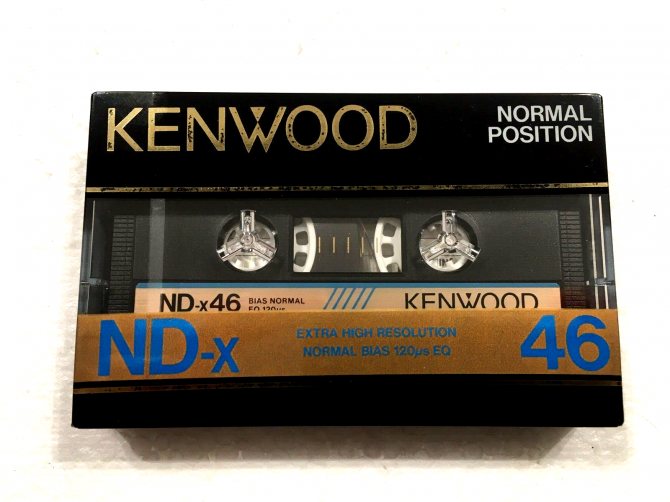 KENWOOD
NORMAL
POSITION
ND-x46 BIAS NORMAL
EQ 120µs
KENWOOD
ND-x
EXTRA HIGH RESOLUTION
NORMAL BIAS 120µs EQ
46